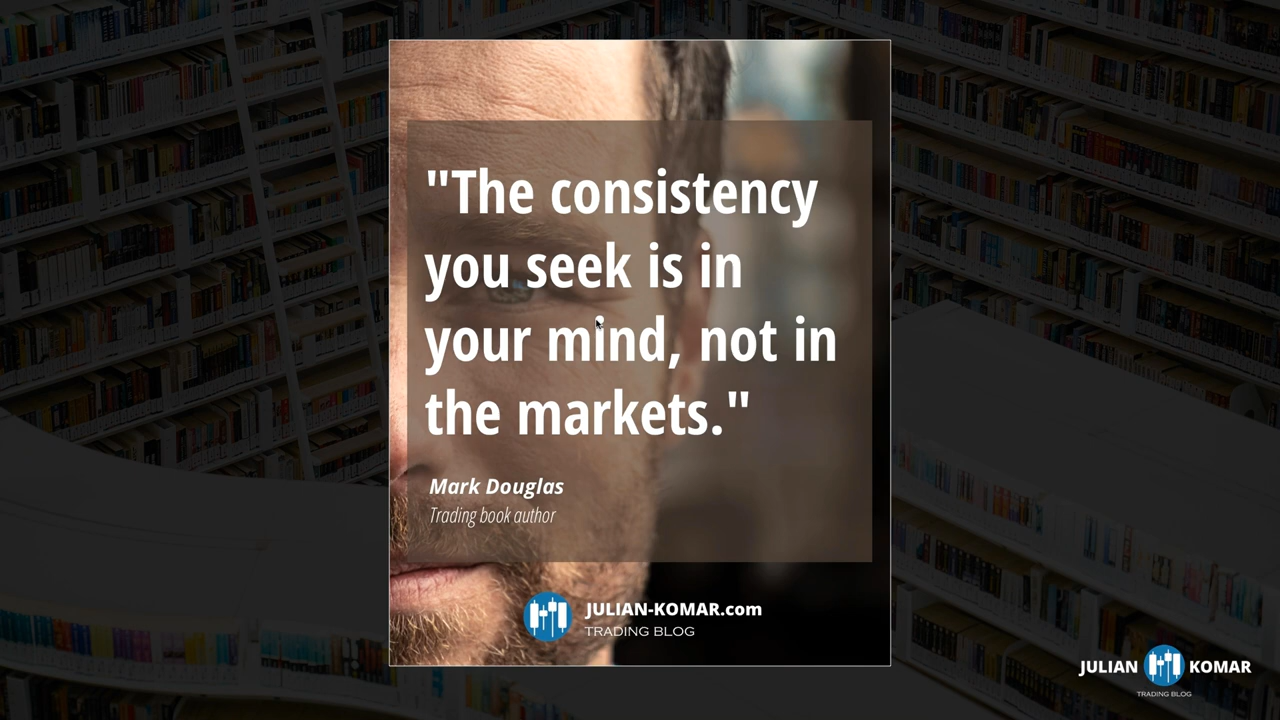 "The consistency
you seek is in
your mind, not in
the markets."
Mark Douglas
Trading book author
JULIAN-KOMAR.com
TRADING BLOG
JULIAN KOMAR
TRADING BLOG